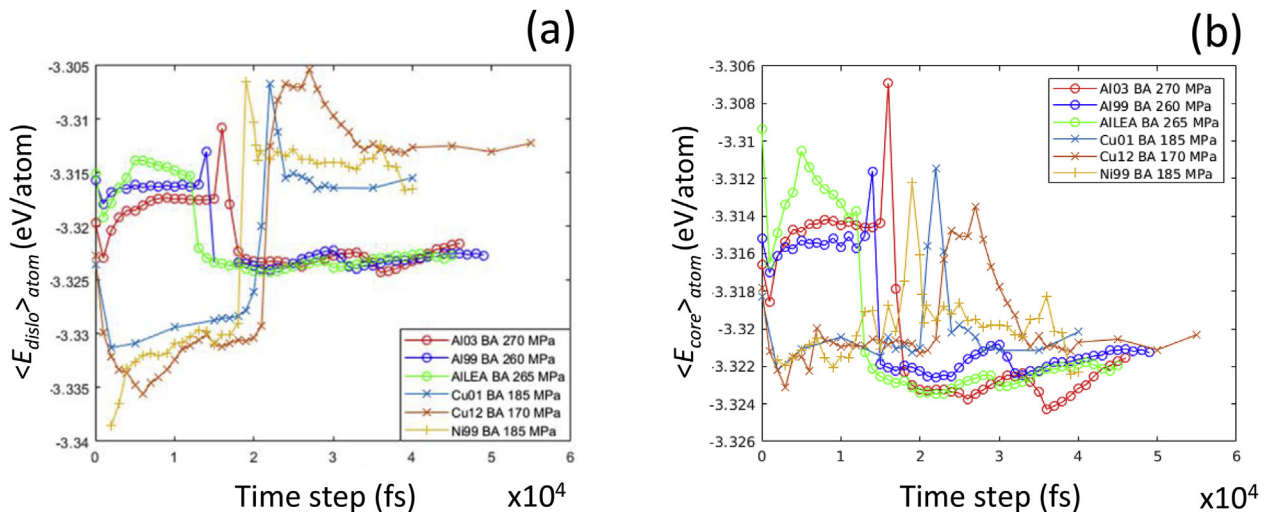 (a)
-3.305
-3.31
-3.315
-3.32
-3.325
-3.33
-3.335
-3.34
<E_dislo>_atom (eV/atom)
0 1 2 3 4 5 6
Time step (fs) x10⁴
Al03 BA 270 MPa
Al99 BA 260 MPa
AlLEA BA 265 MPa
Cu01 BA 185 MPa
Cu12 BA 170 MPa
Ni99 BA 185 MPa
(b)
-3.306
-3.308
-3.31
-3.312
-3.314
-3.316
-3.318
-3.32
-3.322
-3.324
-3.326
<E_core>_atom (eV/atom)
0 1 2 3 4 5 6
Time step (fs) x10⁴
Al03 BA 270 MPa
Al99 BA 260 MPa
AlLEA BA 265 MPa
Cu01 BA 185 MPa
Cu12 BA 170 MPa
Ni99 BA 185 MPa